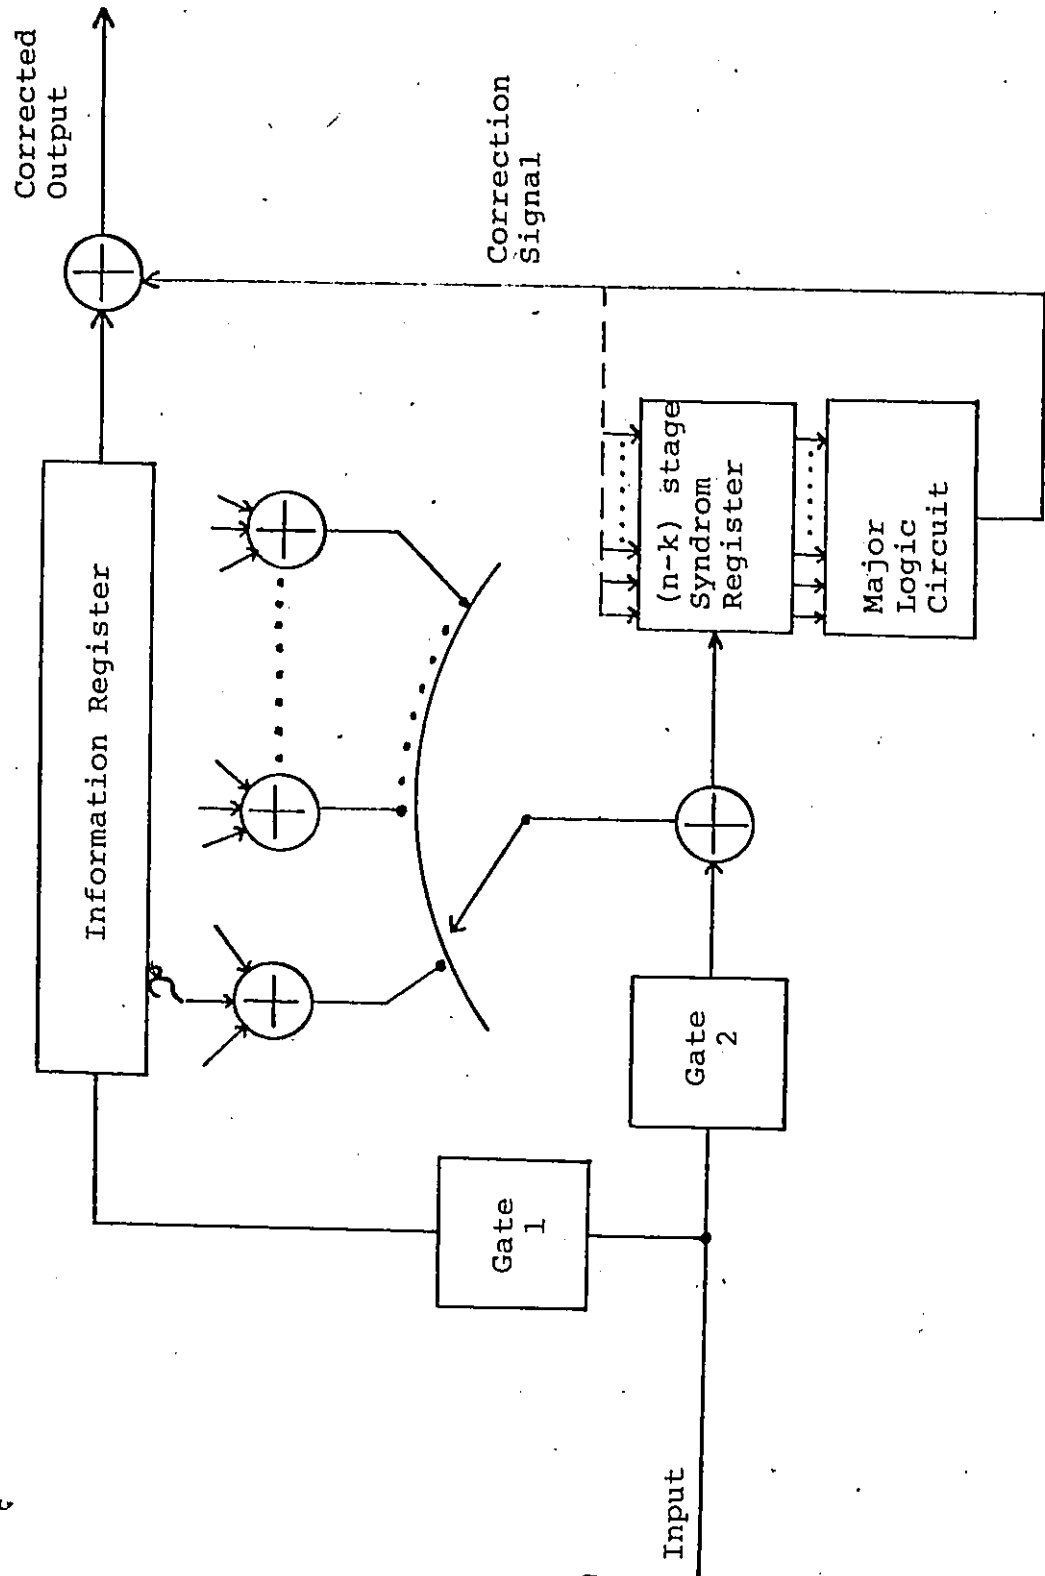 Corrected
Output
Information Register
Correction
Signal
Gate
1
Input
Gate
2
(n-k) stage
Syndrom
Register
Major
Logic
Circuit